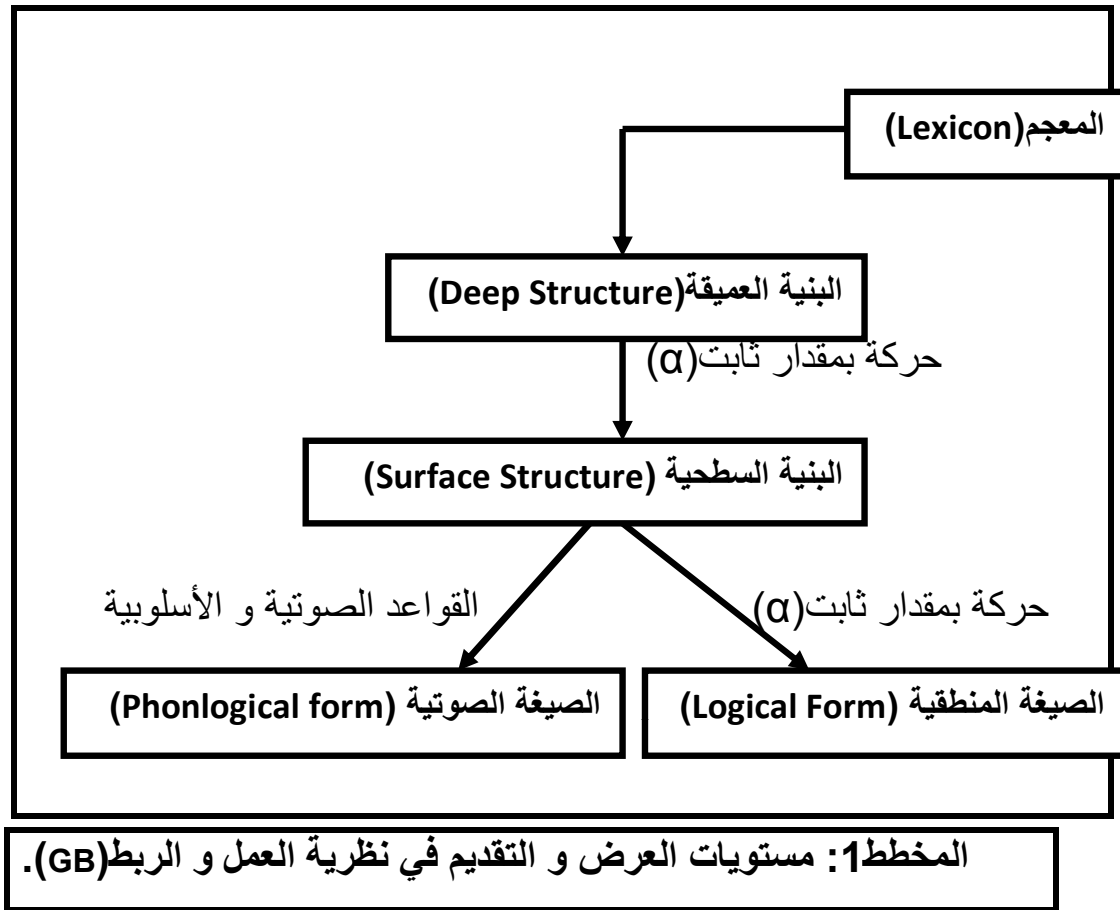 المعجم(Lexicon)
البنية العميقة(Deep Structure)
حركة بمقدار ثابت(α)
البنية السطحية (Surface Structure)
حركة بمقدار ثابت(α)
القواعد الصوتية و الأسلوبية
الصيغة المنطقية (Logical Form)
الصيغة الصوتية (Phonlogical form)
المخطط1: مستويات العرض و التقديم في نظرية العمل و الربط(GB).